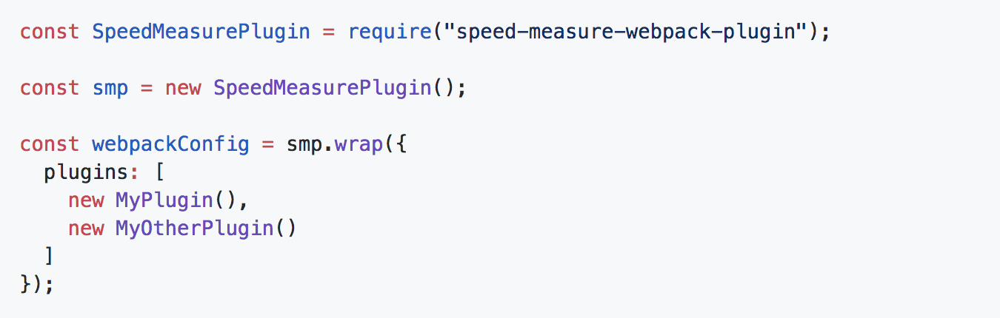 const SpeedMeasurePlugin = require("speed-measure-webpack-plugin");

const smp = new SpeedMeasurePlugin();

const webpackConfig = smp.wrap({
  plugins: [
    new MyPlugin(),
    new MyOtherPlugin()
  ]
});